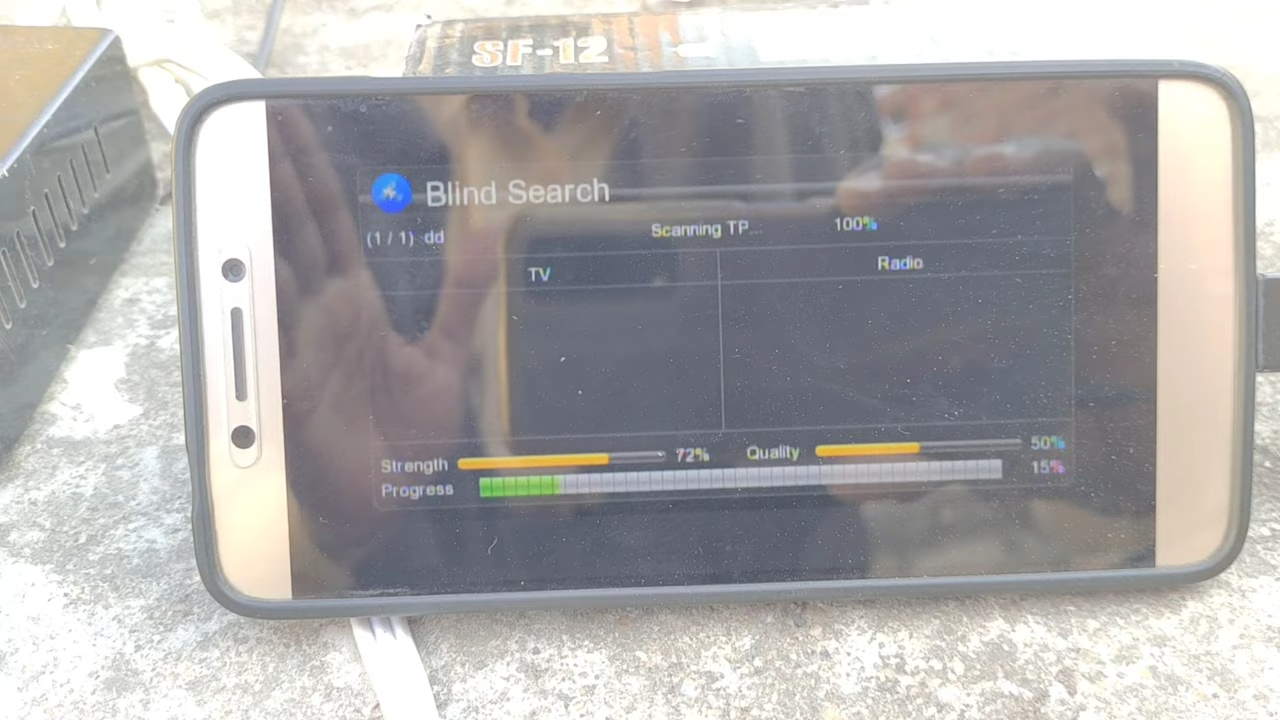 SF-12
Blind Search
(1 / 1) dd
Scanning TP 100%
TV
Radio
Strength 72% Quality 50%
Progress 15%